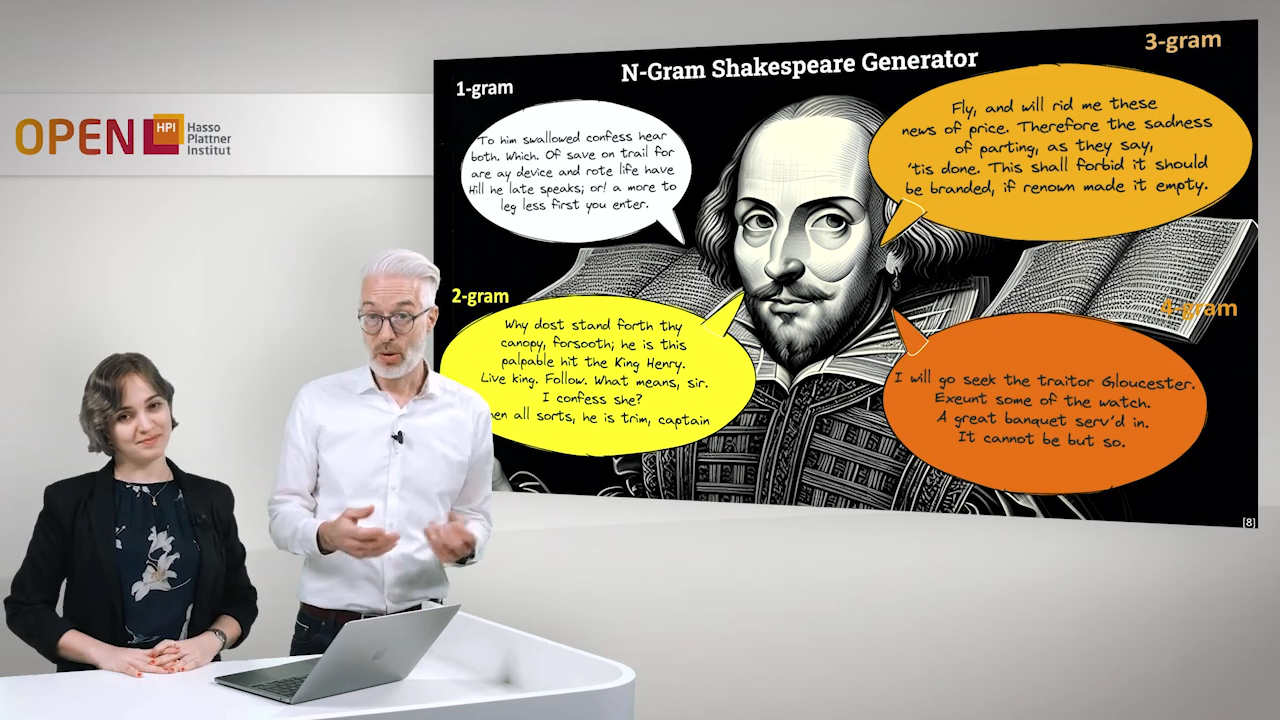 OPEN
HPI
Hasso
Plattner
Institut
N-Gram Shakespeare Generator
1-gram
To him swallowed confess hear
both. Which. Of save on trail for
are ay device and rote life have
Hill he late speaks; or! a more to
leg less first you enter.
3-gram
Fly, and will rid me these
news of price. Therefore the sadness
of parting, as they say,
'tis done. This shall forbid it should
be branded, if renown made it empty.
2-gram
Why dost stand forth thy
canopy, forsooth; he is this
palpable hit the King Henry.
Live king. Follow. What means, sir.
I confess she?
all sorts, he is trim, captain
4-gram
I will go seek the traitor Gloucester.
Exeunt some of the watch.
A great banquet serv'd in.
It cannot be but so.
[8]